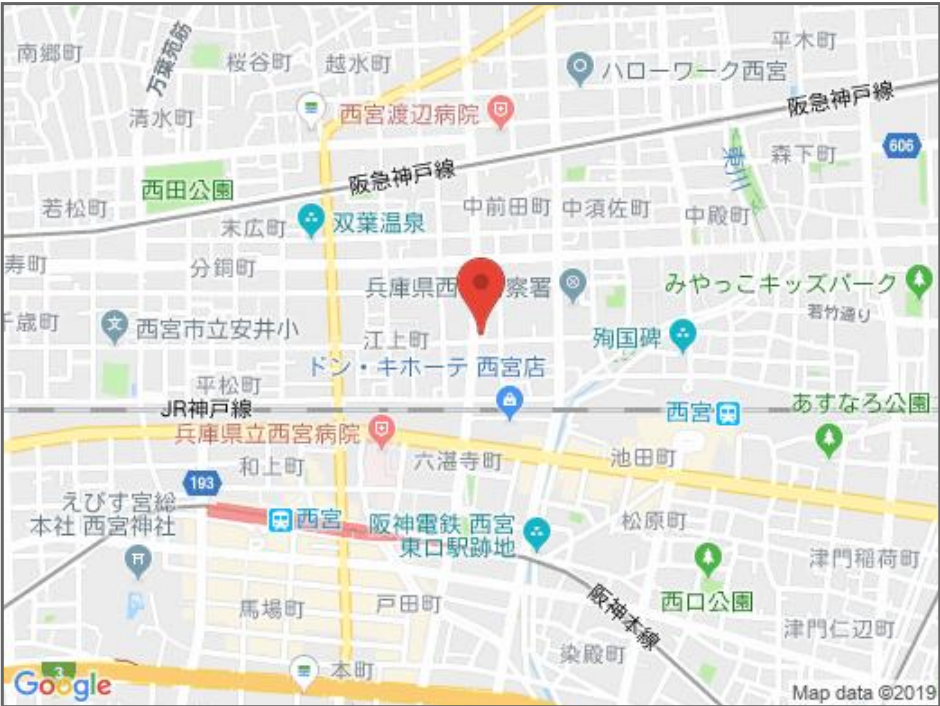 南郷町
万葉苑筋
桜谷町
越水町
平木町
ハローワーク西宮
清水町
西宮渡辺病院
阪急神戸線
606
西田公園
阪急神戸線
東川
森下町
若松町
末広町
双葉温泉
中前田町
中須佐町
中殿町
寿町
分銅町
兵庫県西
察署
みやっこキッズパーク
千歳町
西宮市立安井小
江上町
殉国碑
若竹通り
ドン・キホーテ 西宮店
平松町
JR神戸線
西宮
あすなろ公園
兵庫県立西宮病院
和上町
六湛寺町
池田町
193
えびす宮総
本社 西宮神社
西宮
阪神電鉄 西宮
東口駅跡地
松原町
津門稲荷町
馬場町
戸田町
阪神本線
西口公園
津門仁辺町
染殿町
本町
3
Google
Map data ©2019